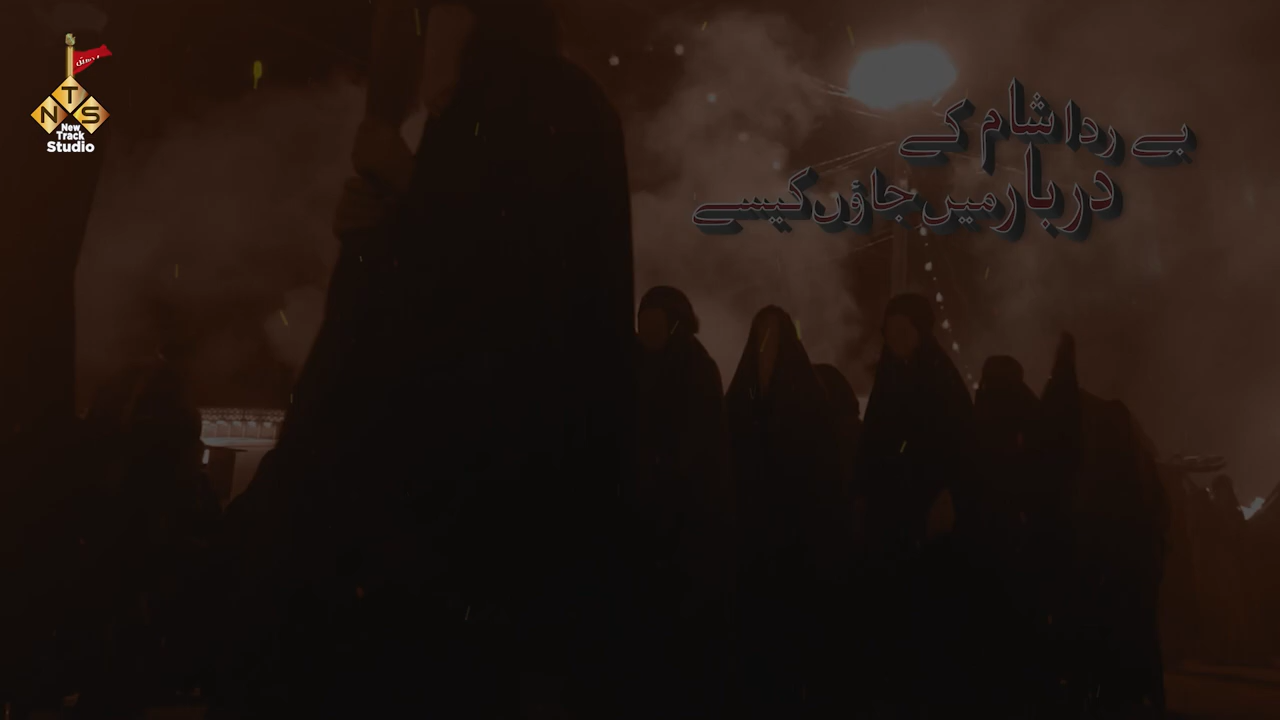 بے ردا شام کے
دربار میں جاؤں کیسے
N T S
New
Track
Studio